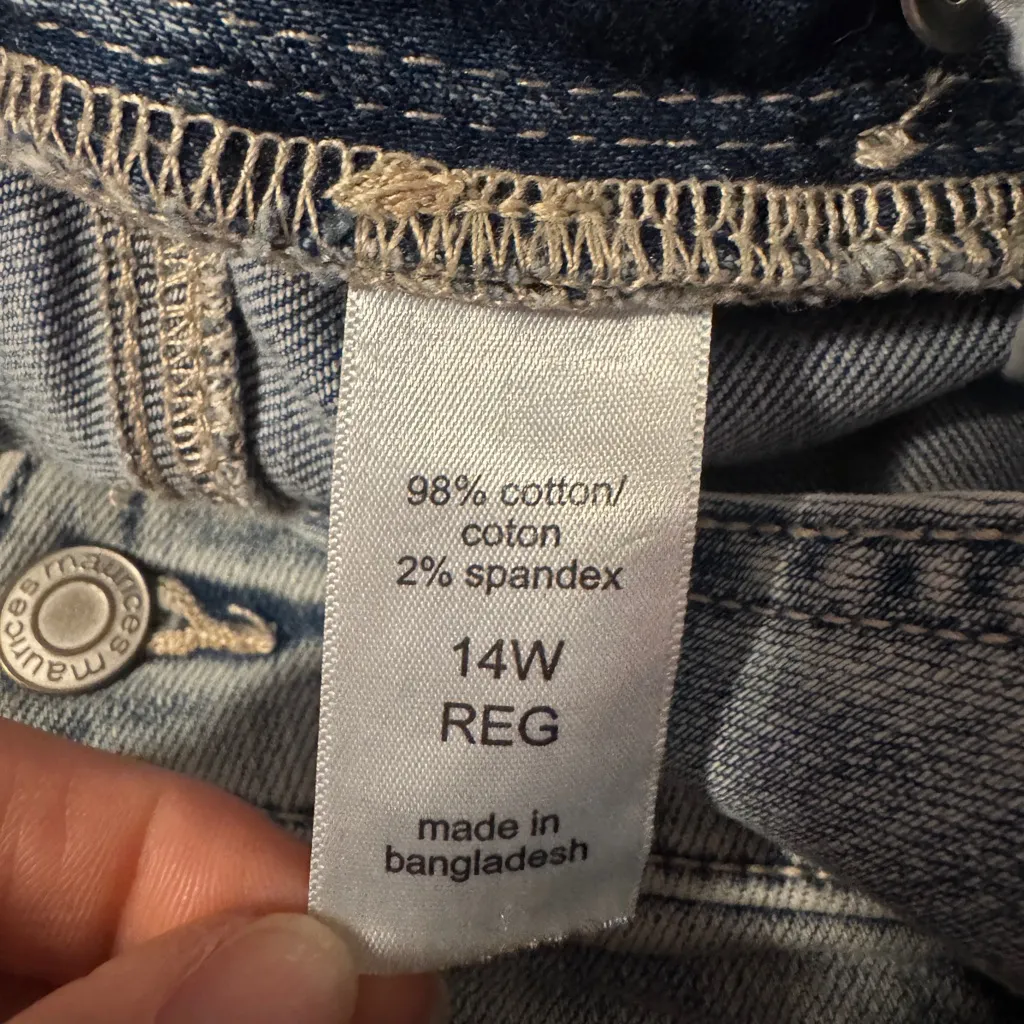 98% cotton/
coton
2% spandex
14W
REG
made in
bangladesh
maurices maurices